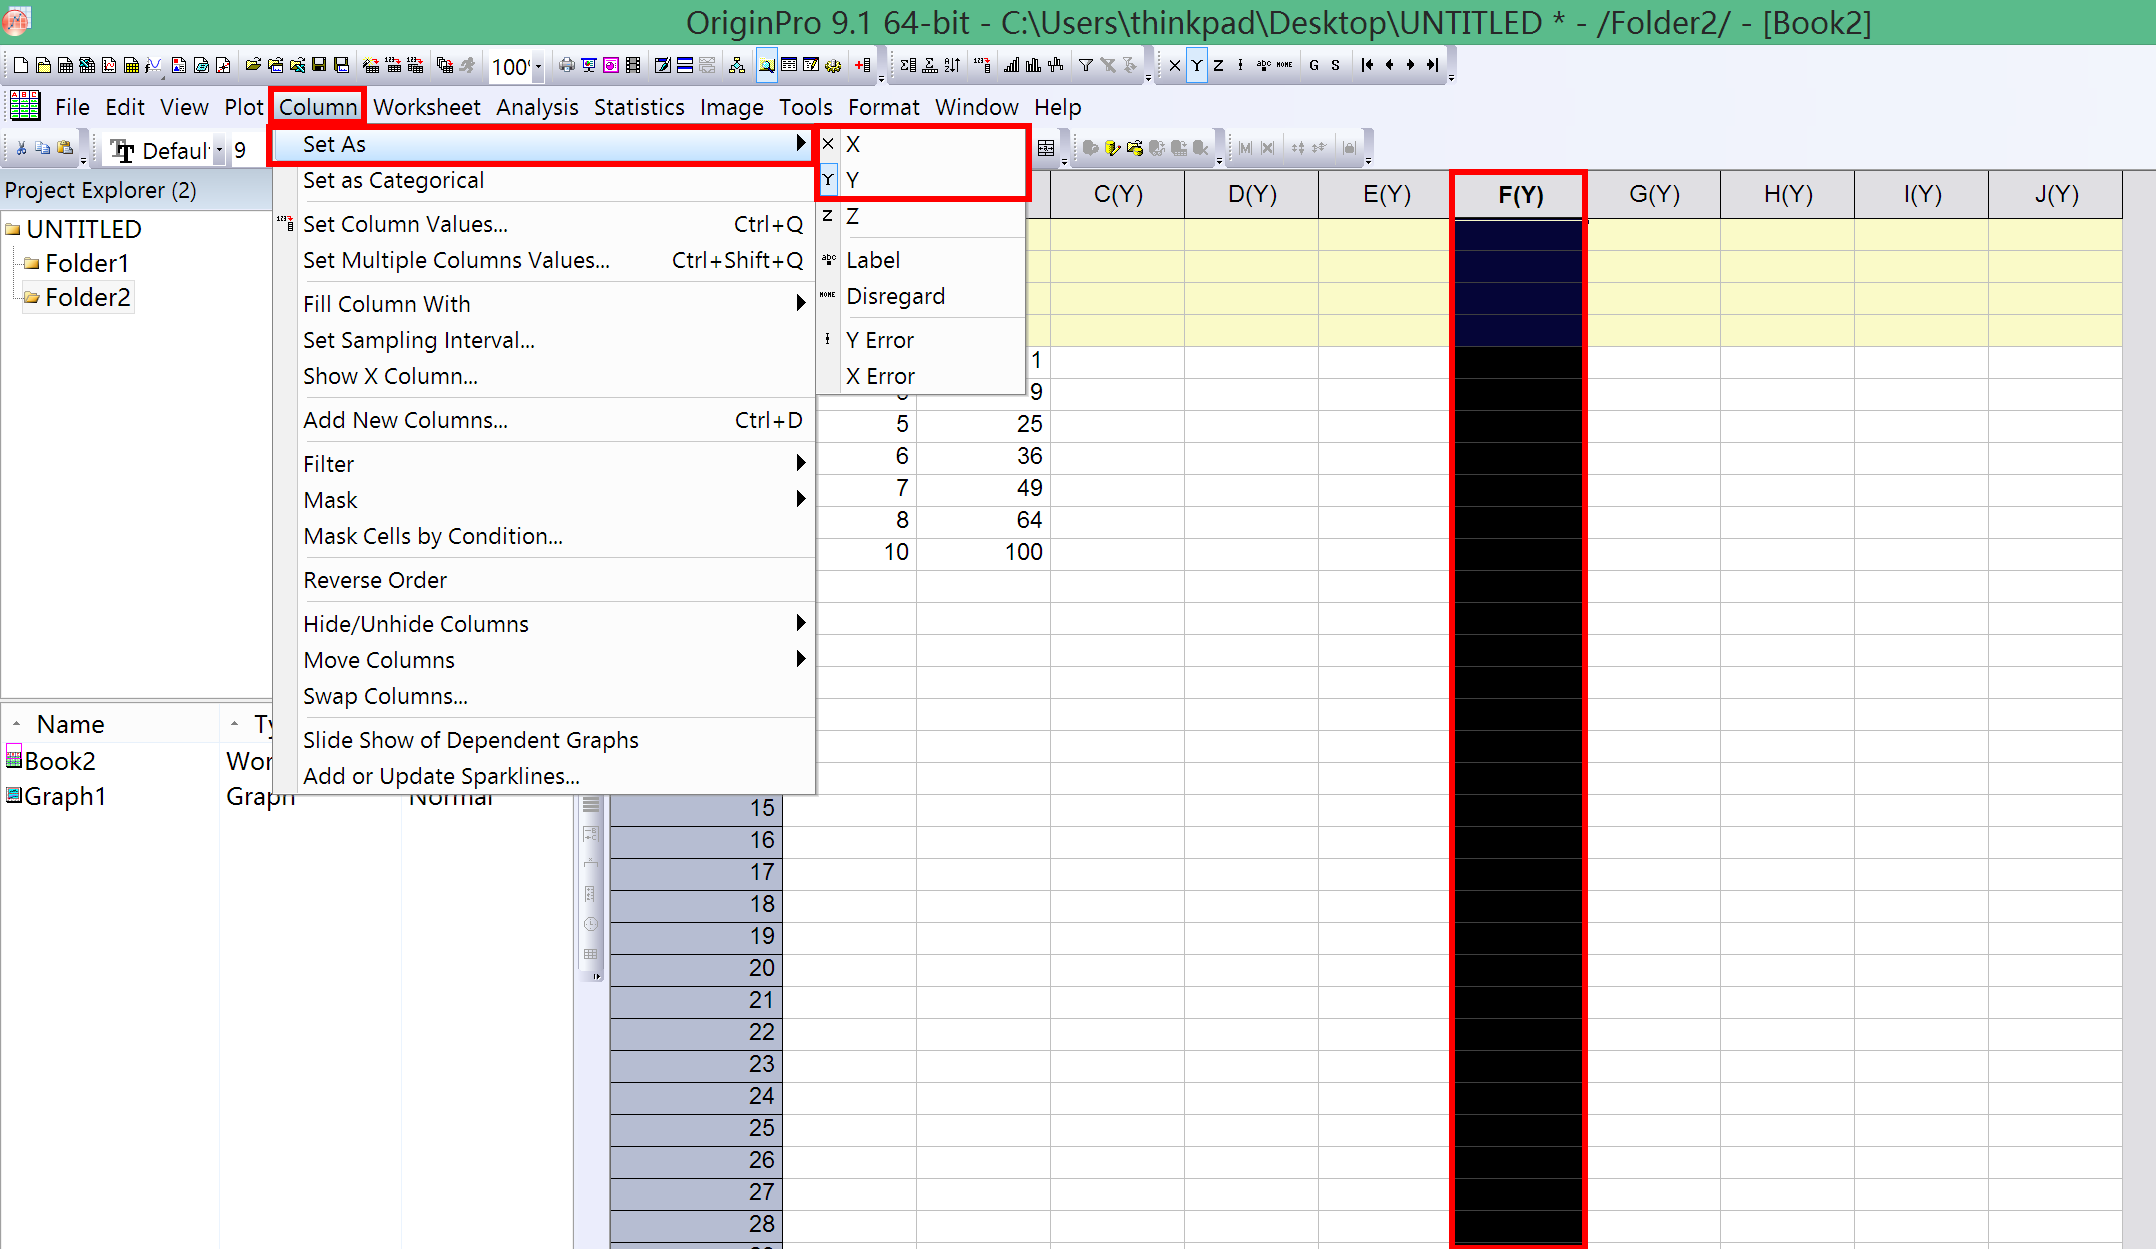 OriginPro 9.1 64-bit - C:\Users\thinkpad\Desktop\UNTITLED * - /Folder2/ - [Book2]
100%
X Y Z G S
File Edit View Plot Column Worksheet Analysis Statistics Image Tools Format Window Help
Defaul 9
Project Explorer (2)
UNTITLED
Folder1
Folder2
Name
Book2 Wor
Graph1 Graph Normal
Set As
Set as Categorical
Set Column Values... Ctrl+Q
Set Multiple Columns Values... Ctrl+Shift+Q
Fill Column With
Set Sampling Interval...
Show X Column...
Add New Columns... Ctrl+D
Filter
Mask
Mask Cells by Condition...
Reverse Order
Hide/Unhide Columns
Move Columns
Swap Columns...
Slide Show of Dependent Graphs
Add or Update Sparklines...
X X
Y Y
Z Z
abc Label
NONE Disregard
Y Error
X Error
C(Y) D(Y) E(Y) F(Y) G(Y) H(Y) I(Y) J(Y)
1
9
5 25
6 36
7 49
8 64
10 100
15
16
17
18
19
20
21
22
23
24
25
26
27
28